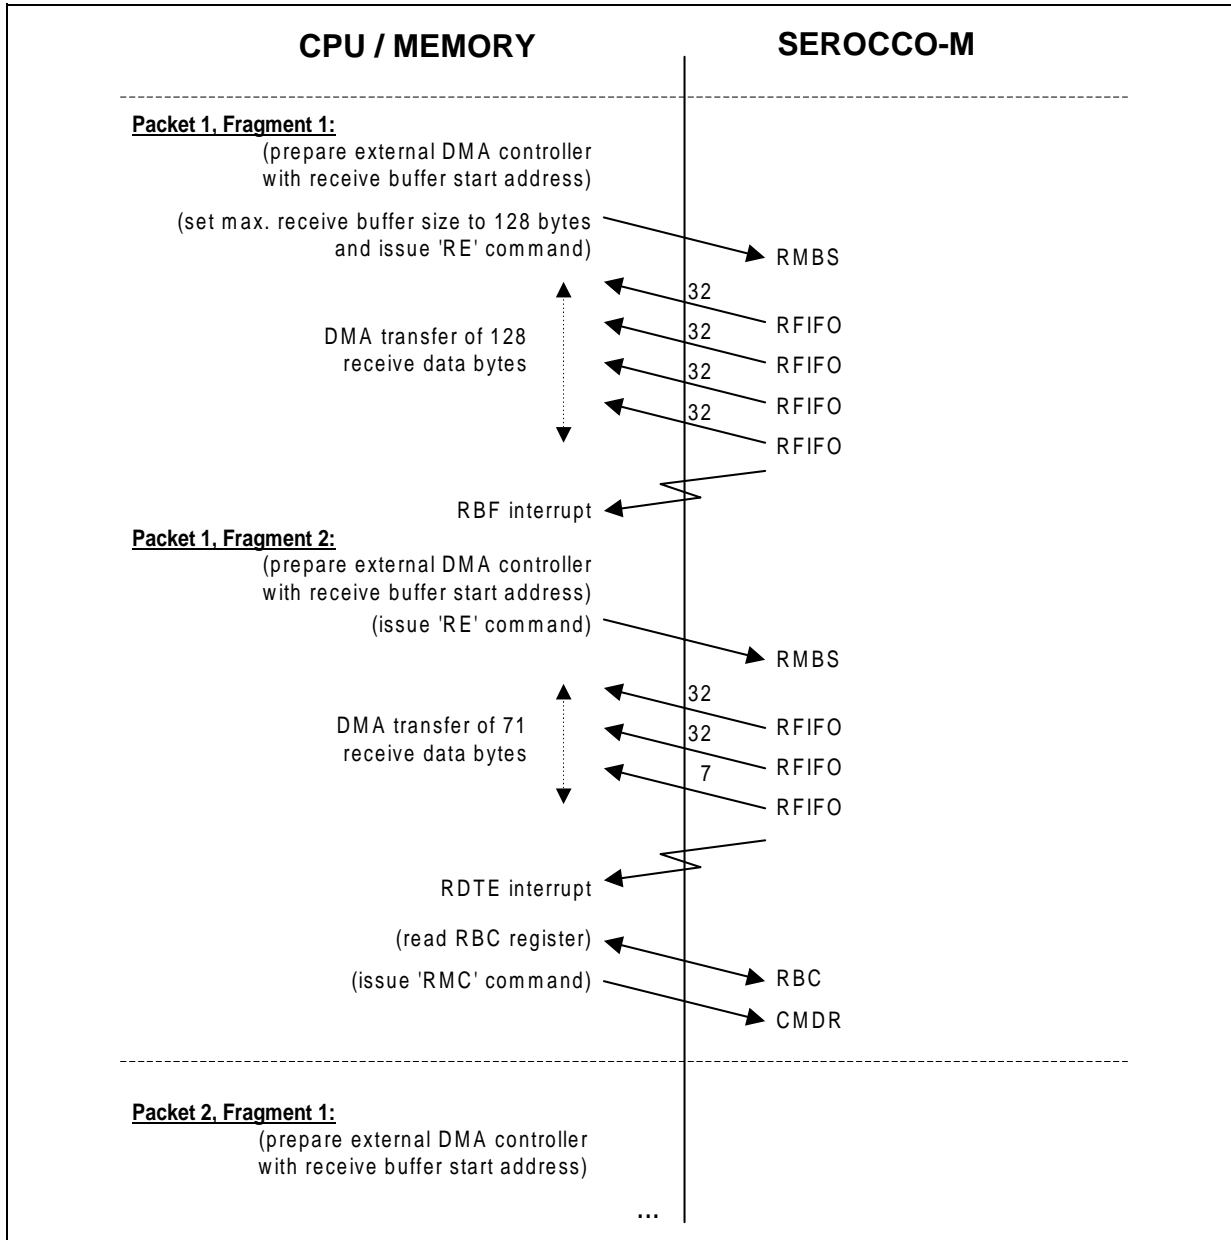 CPU / MEMORY
SEROCCO-M
Packet 1, Fragment 1:
(prepare external DMA controller
with receive buffer start address)
(set max. receive buffer size to 128 bytes
and issue 'RE' command)
RMBS
32
RFIFO
32
RFIFO
32
RFIFO
32
RFIFO
DMA transfer of 128
receive data bytes
RBF interrupt
Packet 1, Fragment 2:
(prepare external DMA controller
with receive buffer start address)
(issue 'RE' command)
RMBS
32
RFIFO
32
RFIFO
7
RFIFO
DMA transfer of 71
receive data bytes
RDTE interrupt
(read RBC register)
RBC
(issue 'RMC' command)
CMDR
Packet 2, Fragment 1:
(prepare external DMA controller
with receive buffer start address)
...